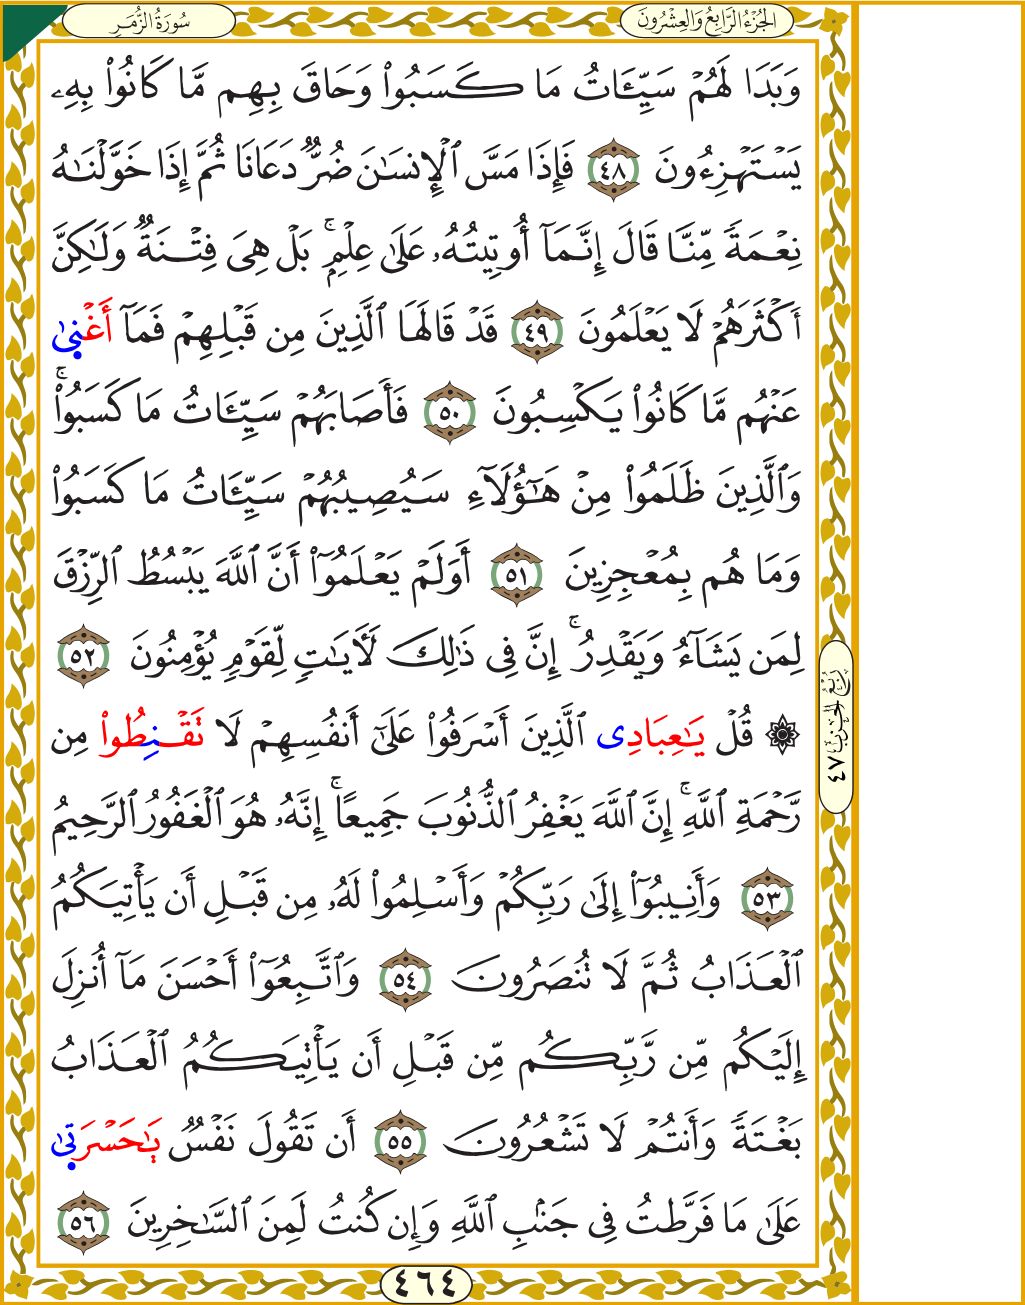 الجُزْءُ الرَّابِعُ وَالعِشْرُونَ
سُورَةُ الزُّمَرِ
وَبَدَا لَهُمْ سَيِّـَٔاتُ مَا كَسَبُوا۟ وَحَاقَ بِهِم مَّا كَانُوا۟ بِهِۦ
يَسْتَهْزِءُونَ ٤٨ فَإِذَا مَسَّ ٱلْإِنسَـٰنَ ضُرٌّ دَعَانَا ثُمَّ إِذَا خَوَّلْنَـٰهُ
نِعْمَةً مِّنَّا قَالَ إِنَّمَآ أُوتِيتُهُۥ عَلَىٰ عِلْمٍۭ ۚ بَلْ هِىَ فِتْنَةٌ وَلَـٰكِنَّ
أَكْثَرَهُمْ لَا يَعْلَمُونَ ٤٩ قَدْ قَالَهَا ٱلَّذِينَ مِن قَبْلِهِمْ فَمَآ أَغْنِىٰ
عَنْهُم مَّا كَانُوا۟ يَكْسِبُونَ ٥٠ فَأَصَابَهُمْ سَيِّـَٔاتُ مَا كَسَبُوا۟ ۚ
وَٱلَّذِينَ ظَلَمُوا۟ مِنْ هَـٰٓؤُلَآءِ سَيُصِيبُهُمْ سَيِّـَٔاتُ مَا كَسَبُوا۟
وَمَا هُم بِمُعْجِزِينَ ٥١ أَوَلَمْ يَعْلَمُوٓا۟ أَنَّ ٱللَّهَ يَبْسُطُ ٱلرِّزْقَ
لِمَن يَشَآءُ وَيَقْدِرُ ۚ إِنَّ فِى ذَٰلِكَ لَـَٔايَـٰتٍ لِّقَوْمٍ يُؤْمِنُونَ ٥٢
۞ قُلْ يَـٰعِبَادِى ٱلَّذِينَ أَسْرَفُوا۟ عَلَىٰٓ أَنفُسِهِمْ لَا تَقْنِطُوا۟ مِن
رَّحْمَةِ ٱللَّهِ ۚ إِنَّ ٱللَّهَ يَغْفِرُ ٱلذُّنُوبَ جَمِيعًا ۚ إِنَّهُۥ هُوَ ٱلْغَفُورُ ٱلرَّحِيمُ
٥٣ وَأَنِيبُوٓا۟ إِلَىٰ رَبِّكُمْ وَأَسْلِمُوا۟ لَهُۥ مِن قَبْلِ أَن يَأْتِيَكُمُ
ٱلْعَذَابُ ثُمَّ لَا تُنصَرُونَ ٥٤ وَٱتَّبِعُوٓا۟ أَحْسَنَ مَآ أُنزِلَ
إِلَيْكُم مِّن رَّبِّكُم مِّن قَبْلِ أَن يَأْتِيَكُمُ ٱلْعَذَابُ
بَغْتَةً وَأَنتُمْ لَا تَشْعُرُونَ ٥٥ أَن تَقُولَ نَفْسٌ يَـٰحَسْرَتِىٰ
عَلَىٰ مَا فَرَّطتُ فِى جَنۢبِ ٱللَّهِ وَإِن كُنتُ لَمِنَ ٱلسَّـٰخِرِينَ ٥٦
رُبْعُ الحِزْبِ ٤٧
٤٦٤